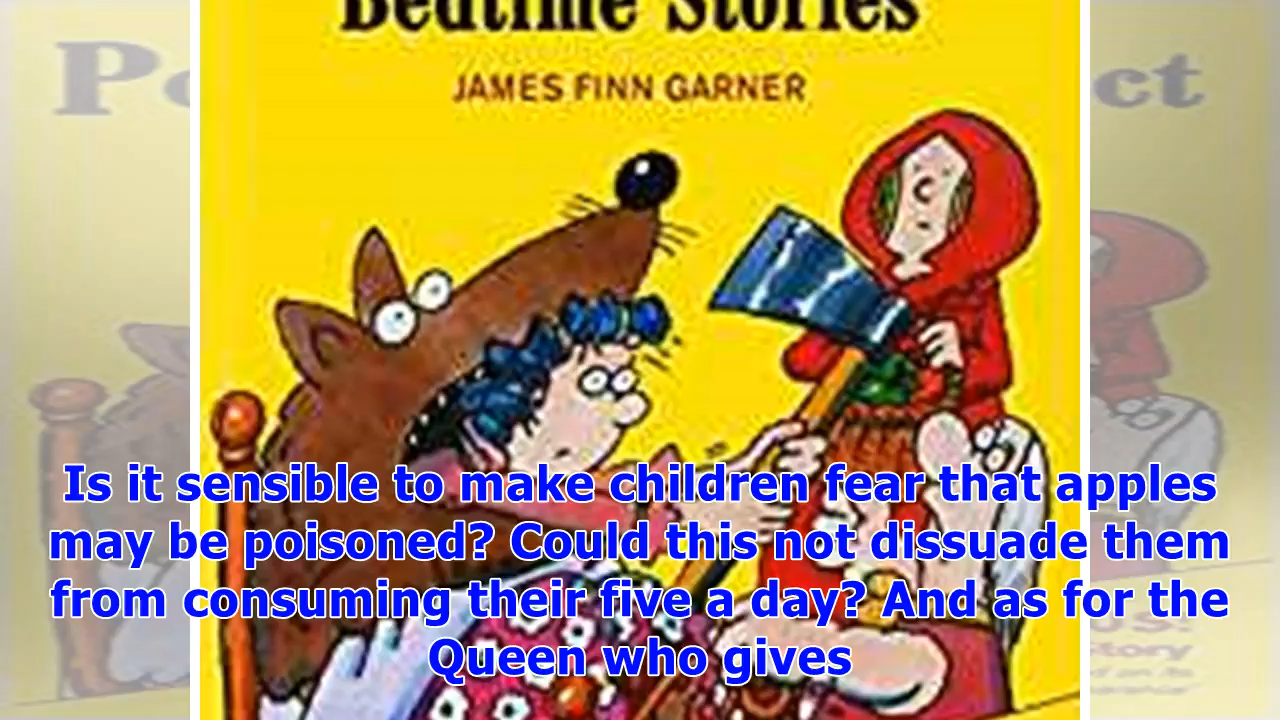 Bedtime Stories
JAMES FINN GARNER
Is it sensible to make children fear that apples
may be poisoned? Could this not dissuade them
from consuming their five a day? And as for the
Queen who gives